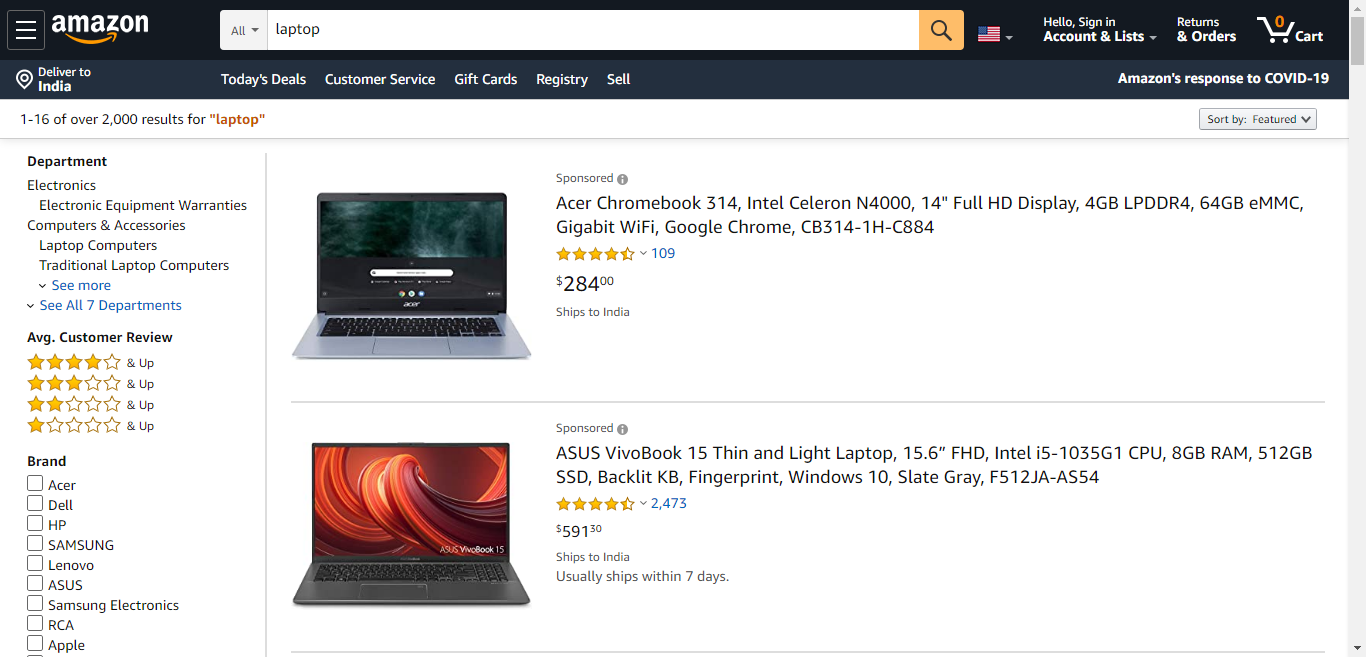 amazon
All
laptop
Hello, Sign in
Account & Lists
Returns
& Orders
0
Cart
Deliver to
India
Today's Deals
Customer Service
Gift Cards
Registry
Sell
Amazon's response to COVID-19
1-16 of over 2,000 results for "laptop"
Sort by: Featured
Department
Electronics
Electronic Equipment Warranties
Computers & Accessories
Laptop Computers
Traditional Laptop Computers
See more
See All 7 Departments
Avg. Customer Review
& Up
& Up
& Up
& Up
Brand
Acer
Dell
HP
SAMSUNG
Lenovo
ASUS
Samsung Electronics
RCA
Apple
acer
Sponsored
Acer Chromebook 314, Intel Celeron N4000, 14" Full HD Display, 4GB LPDDR4, 64GB eMMC,
Gigabit WiFi, Google Chrome, CB314-1H-C884
109
$28400
Ships to India
ASUS VivoBook 15
Sponsored
ASUS VivoBook 15 Thin and Light Laptop, 15.6” FHD, Intel i5-1035G1 CPU, 8GB RAM, 512GB
SSD, Backlit KB, Fingerprint, Windows 10, Slate Gray, F512JA-AS54
2,473
$59130
Ships to India
Usually ships within 7 days.